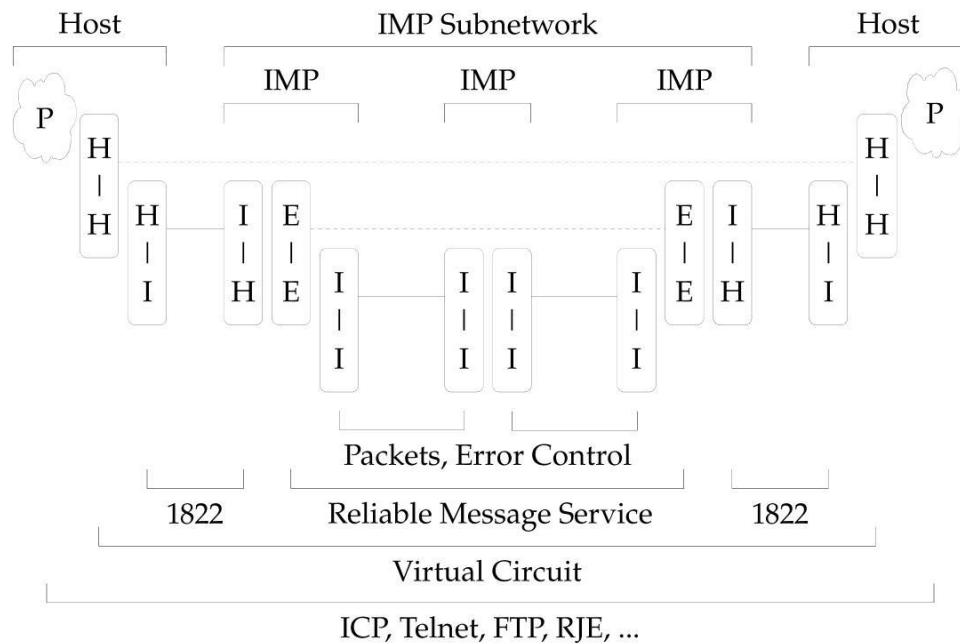 Host IMP Subnetwork Host
IMP IMP IMP
P P
H–H H–H
H–I I–H E–E E–E I–H H–I
I–I I–I I–I I–I
Packets, Error Control
1822 Reliable Message Service 1822
Virtual Circuit
ICP, Telnet, FTP, RJE, ...